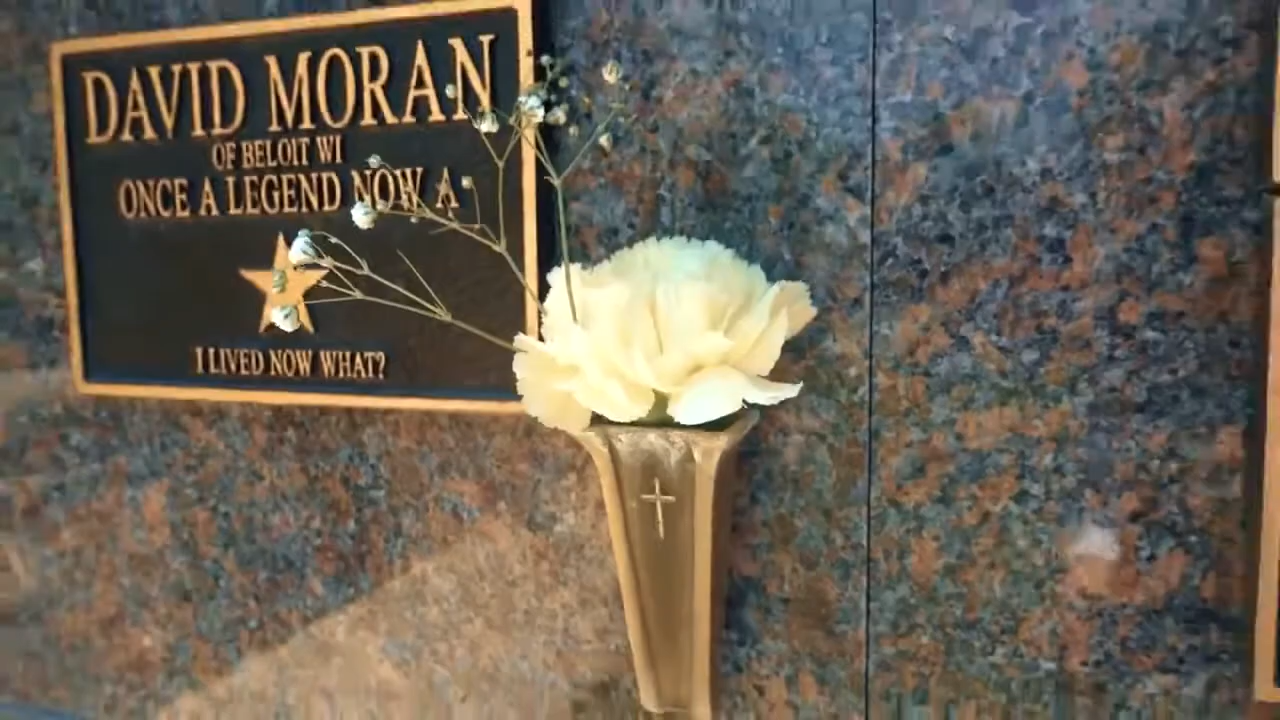 DAVID MORAN
OF BELOIT WI
ONCE A LEGEND NOW A
I LIVED NOW WHAT?